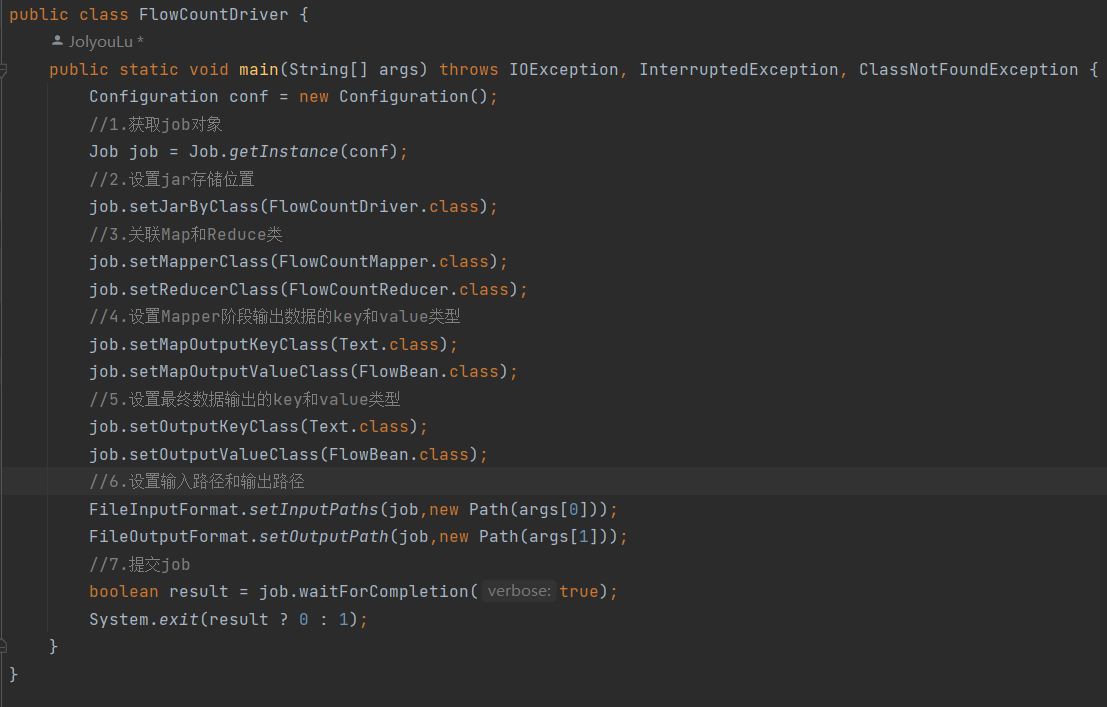 public class FlowCountDriver {
JolyouLu *
public static void main(String[] args) throws IOException, InterruptedException, ClassNotFoundException {
Configuration conf = new Configuration();
//1.获取job对象
Job job = Job.getInstance(conf);
//2.设置jar存储位置
job.setJarByClass(FlowCountDriver.class);
//3.关联Map和Reduce类
job.setMapperClass(FlowCountMapper.class);
job.setReducerClass(FlowCountReducer.class);
//4.设置Mapper阶段输出数据的key和value类型
job.setMapOutputKeyClass(Text.class);
job.setMapOutputValueClass(FlowBean.class);
//5.设置最终数据输出的key和value类型
job.setOutputKeyClass(Text.class);
job.setOutputValueClass(FlowBean.class);
//6.设置输入路径和输出路径
FileInputFormat.setInputPaths(job,new Path(args[0]));
FileOutputFormat.setOutputPath(job,new Path(args[1]));
//7.提交job
boolean result = job.waitForCompletion( verbose: true);
System.exit(result ? 0 : 1);
}
}